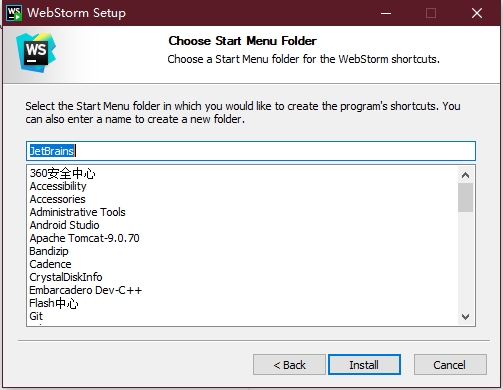 WebStorm Setup
WS
Choose Start Menu Folder
Choose a Start Menu folder for the WebStorm shortcuts.
Select the Start Menu folder in which you would like to create the program's shortcuts. You
can also enter a name to create a new folder.
JetBrains
360安全中心
Accessibility
Accessories
Administrative Tools
Android Studio
Apache Tomcat-9.0.70
Bandizip
Cadence
CrystalDiskInfo
Embarcadero Dev-C++
Flash中心
Git
< Back
Install
Cancel